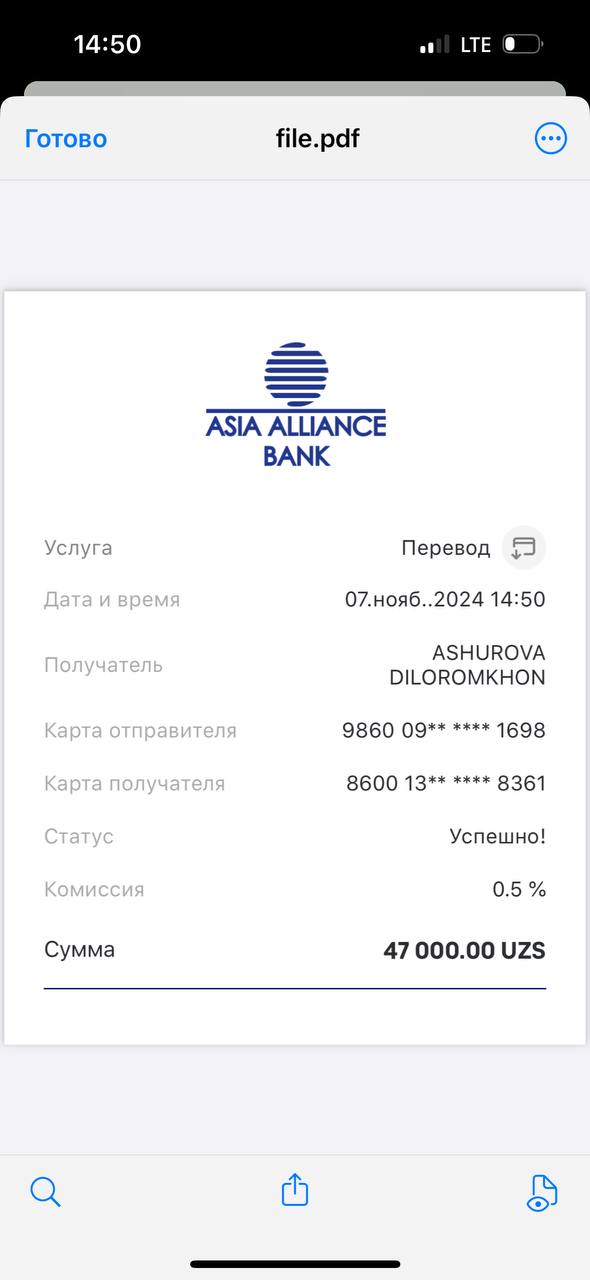 14:50
LTE
Готово
file.pdf
ASIA ALLIANCE
BANK
Услуга Перевод
Дата и время 07.нояб..2024 14:50
Получатель ASHUROVA
DILOROMKHON
Карта отправителя 9860 09** **** 1698
Карта получателя 8600 13** **** 8361
Статус Успешно!
Комиссия 0.5 %
Сумма 47 000.00 UZS